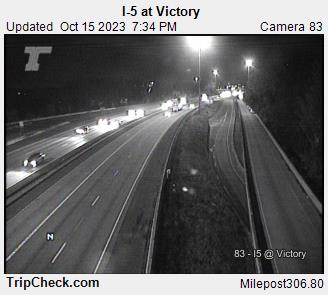 I-5 at Victory
Updated Oct 15 2023 7:34 PM Camera 83
T
N
83 - I5 @ Victory
TripCheck.com Milepost306.80